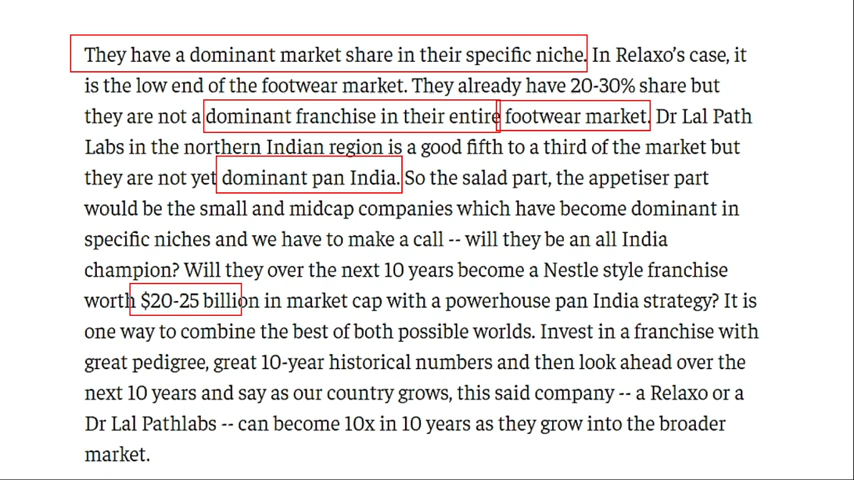 They have a dominant market share in their specific niche. In Relaxo's case, it
is the low end of the footwear market. They already have 20-30% share but
they are not a dominant franchise in their entire footwear market. Dr Lal Path
Labs in the northern Indian region is a good fifth to a third of the market but
they are not yet dominant pan India. So the salad part, the appetiser part
would be the small and midcap companies which have become dominant in
specific niches and we have to make a call -- will they be an all India
champion? Will they over the next 10 years become a Nestle style franchise
worth $20-25 billion in market cap with a powerhouse pan India strategy? It is
one way to combine the best of both possible worlds. Invest in a franchise with
great pedigree, great 10-year historical numbers and then look ahead over the
next 10 years and say as our country grows, this said company -- a Relaxo or a
Dr Lal Pathlabs -- can become 10x in 10 years as they grow into the broader
market.